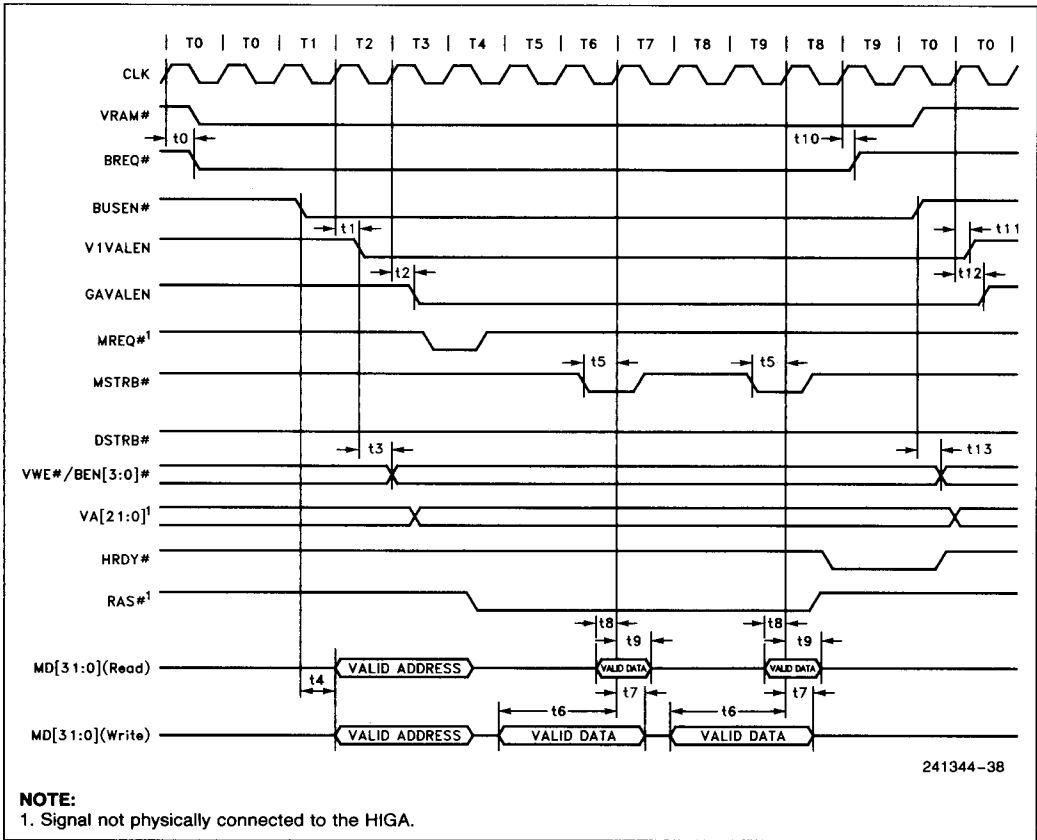 T0 T0 T1 T2 T3 T4 T5 T6 T7 T8 T9 T8 T9 T0 T0
CLK
VRAM#
t0 t10
BREQ#
BUSEN#
t1 t11
V1VALEN
t2 t12
GAVALEN
MREQ#1
t5 t5
MSTRB#
DSTRB#
t3 t13
VWE#/BEN[3:0]#
VA[21:0]1
HRDY#
RAS#1
t8 t8
t9 t9
MD[31:0](Read) VALID ADDRESS VALID DATA VALID DATA
t4 t7 t7
t6 t6
MD[31:0](Write) VALID ADDRESS VALID DATA VALID DATA
241344-38
NOTE:
1. Signal not physically connected to the HIGA.